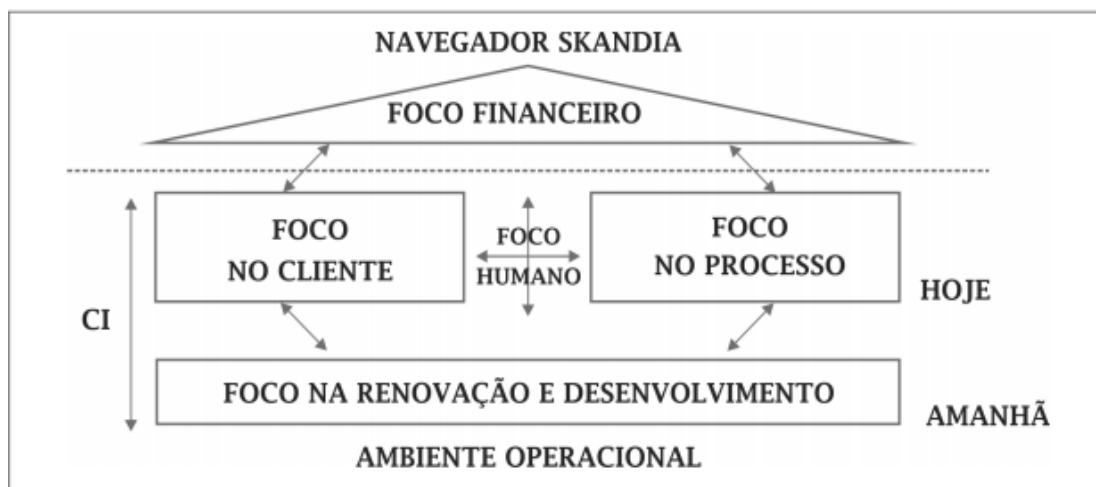 NAVEGADOR SKANDIA
FOCO FINANCEIRO
FOCO
NO CLIENTE
FOCO
HUMANO
FOCO
NO PROCESSO
HOJE
CI
FOCO NA RENOVAÇÃO E DESENVOLVIMENTO
AMANHÃ
AMBIENTE OPERACIONAL